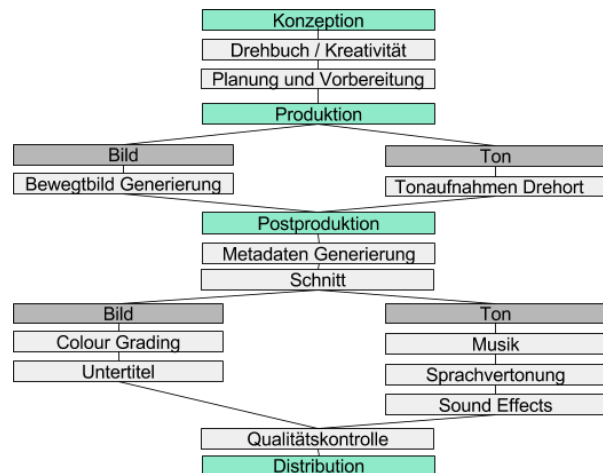 Konzeption
Drehbuch / Kreativität
Planung und Vorbereitung
Produktion
Bild
Ton
Bewegtbild Generierung
Tonaufnahmen Drehort
Postproduktion
Metadaten Generierung
Schnitt
Bild
Ton
Colour Grading
Musik
Untertitel
Sprachvertonung
Sound Effects
Qualitätskontrolle
Distribution